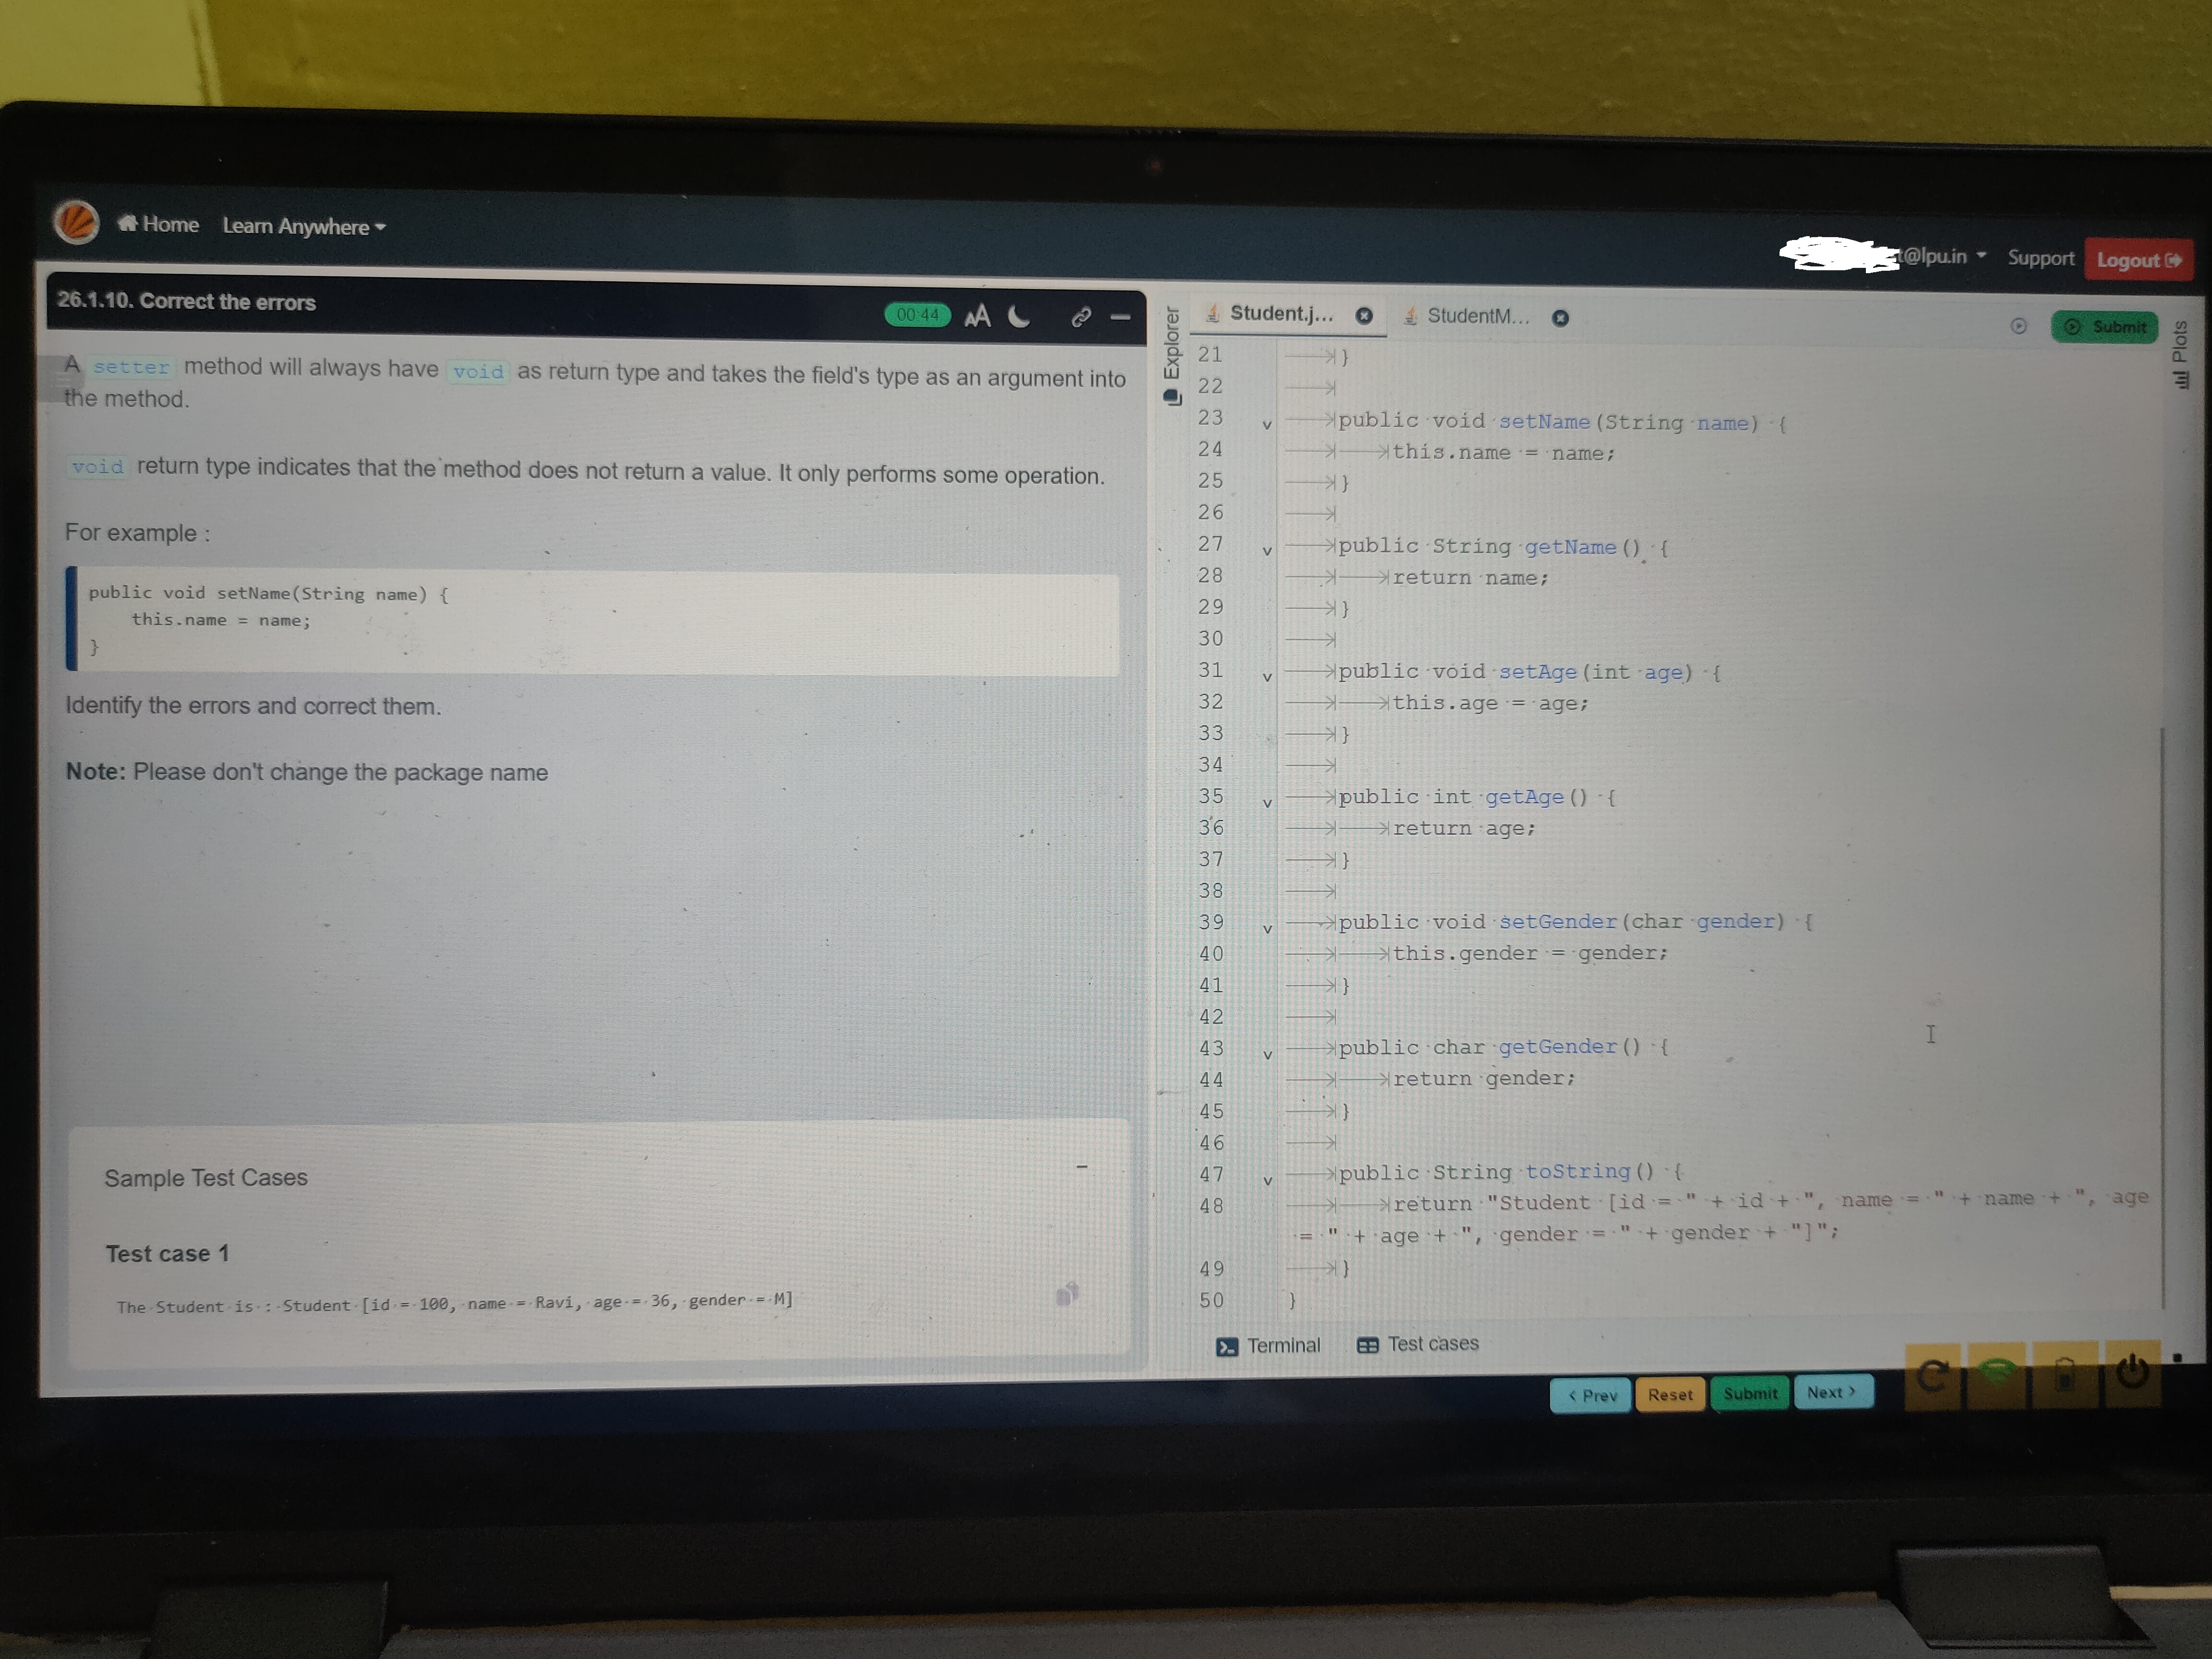 Home Learn Anywhere
t@lpu.in Support Logout
26.1.10. Correct the errors
00:44 AA
A setter method will always have void as return type and takes the field's type as an argument into
the method.
void return type indicates that the method does not return a value. It only performs some operation.
For example :
public void setName(String name) {
this.name = name;
}
Identify the errors and correct them.
Note: Please don't change the package name
Sample Test Cases
Test case 1
The Student is : Student [id = 100, name = Ravi, age = 36, gender = M]
Explorer
Student.j... StudentM...
Submit
Plots
21 }
22
23 public void setName(String name) {
24 this.name = name;
25 }
26
27 public String getName() {
28 return name;
29 }
30
31 public void setAge(int age) {
32 this.age = age;
33 }
34
35 public int getAge() {
36 return age;
37 }
38
39 public void setGender(char gender) {
40 this.gender = gender;
41 }
42
43 public char getGender() {
44 return gender;
45 }
46
47 public String toString() {
48 return "Student [id = " + id + ", name = " + name + ", age
= " + age + ", gender = " + gender + "]";
49 }
50 }
Terminal Test cases
< Prev Reset Submit Next >